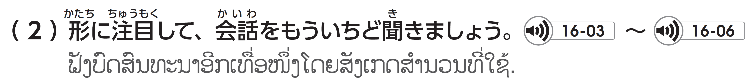 (2) 形に注目して、会話をもういちど聞きましょう。 16-03 ～ 16-06
ຟັງບົດສົນທະນາອີກເທື່ອໜຶ່ງໂດຍສັງເກດສຳນວນທີ່ໃຊ້.